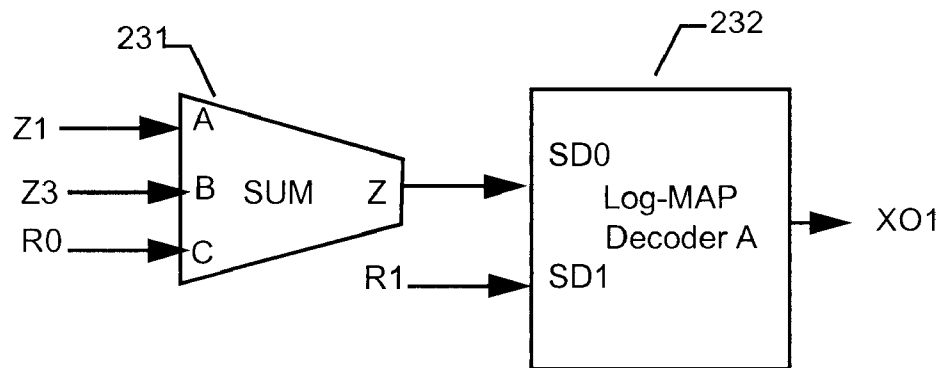 231
232
Z1
A
Z3
B
SUM
Z
R0
C
SD0
Log-MAP
Decoder A
XO1
R1
SD1